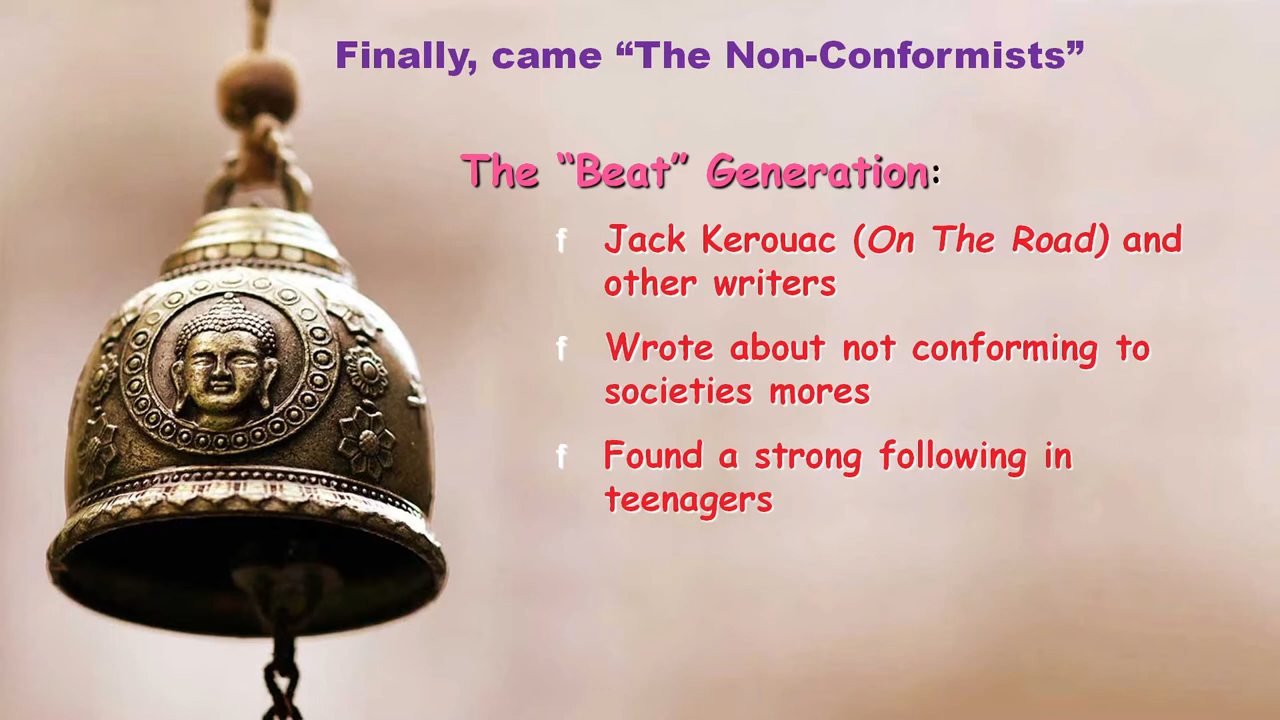 Finally, came “The Non-Conformists”
The “Beat” Generation:
f Jack Kerouac (On The Road) and
other writers
f Wrote about not conforming to
societies mores
f Found a strong following in
teenagers